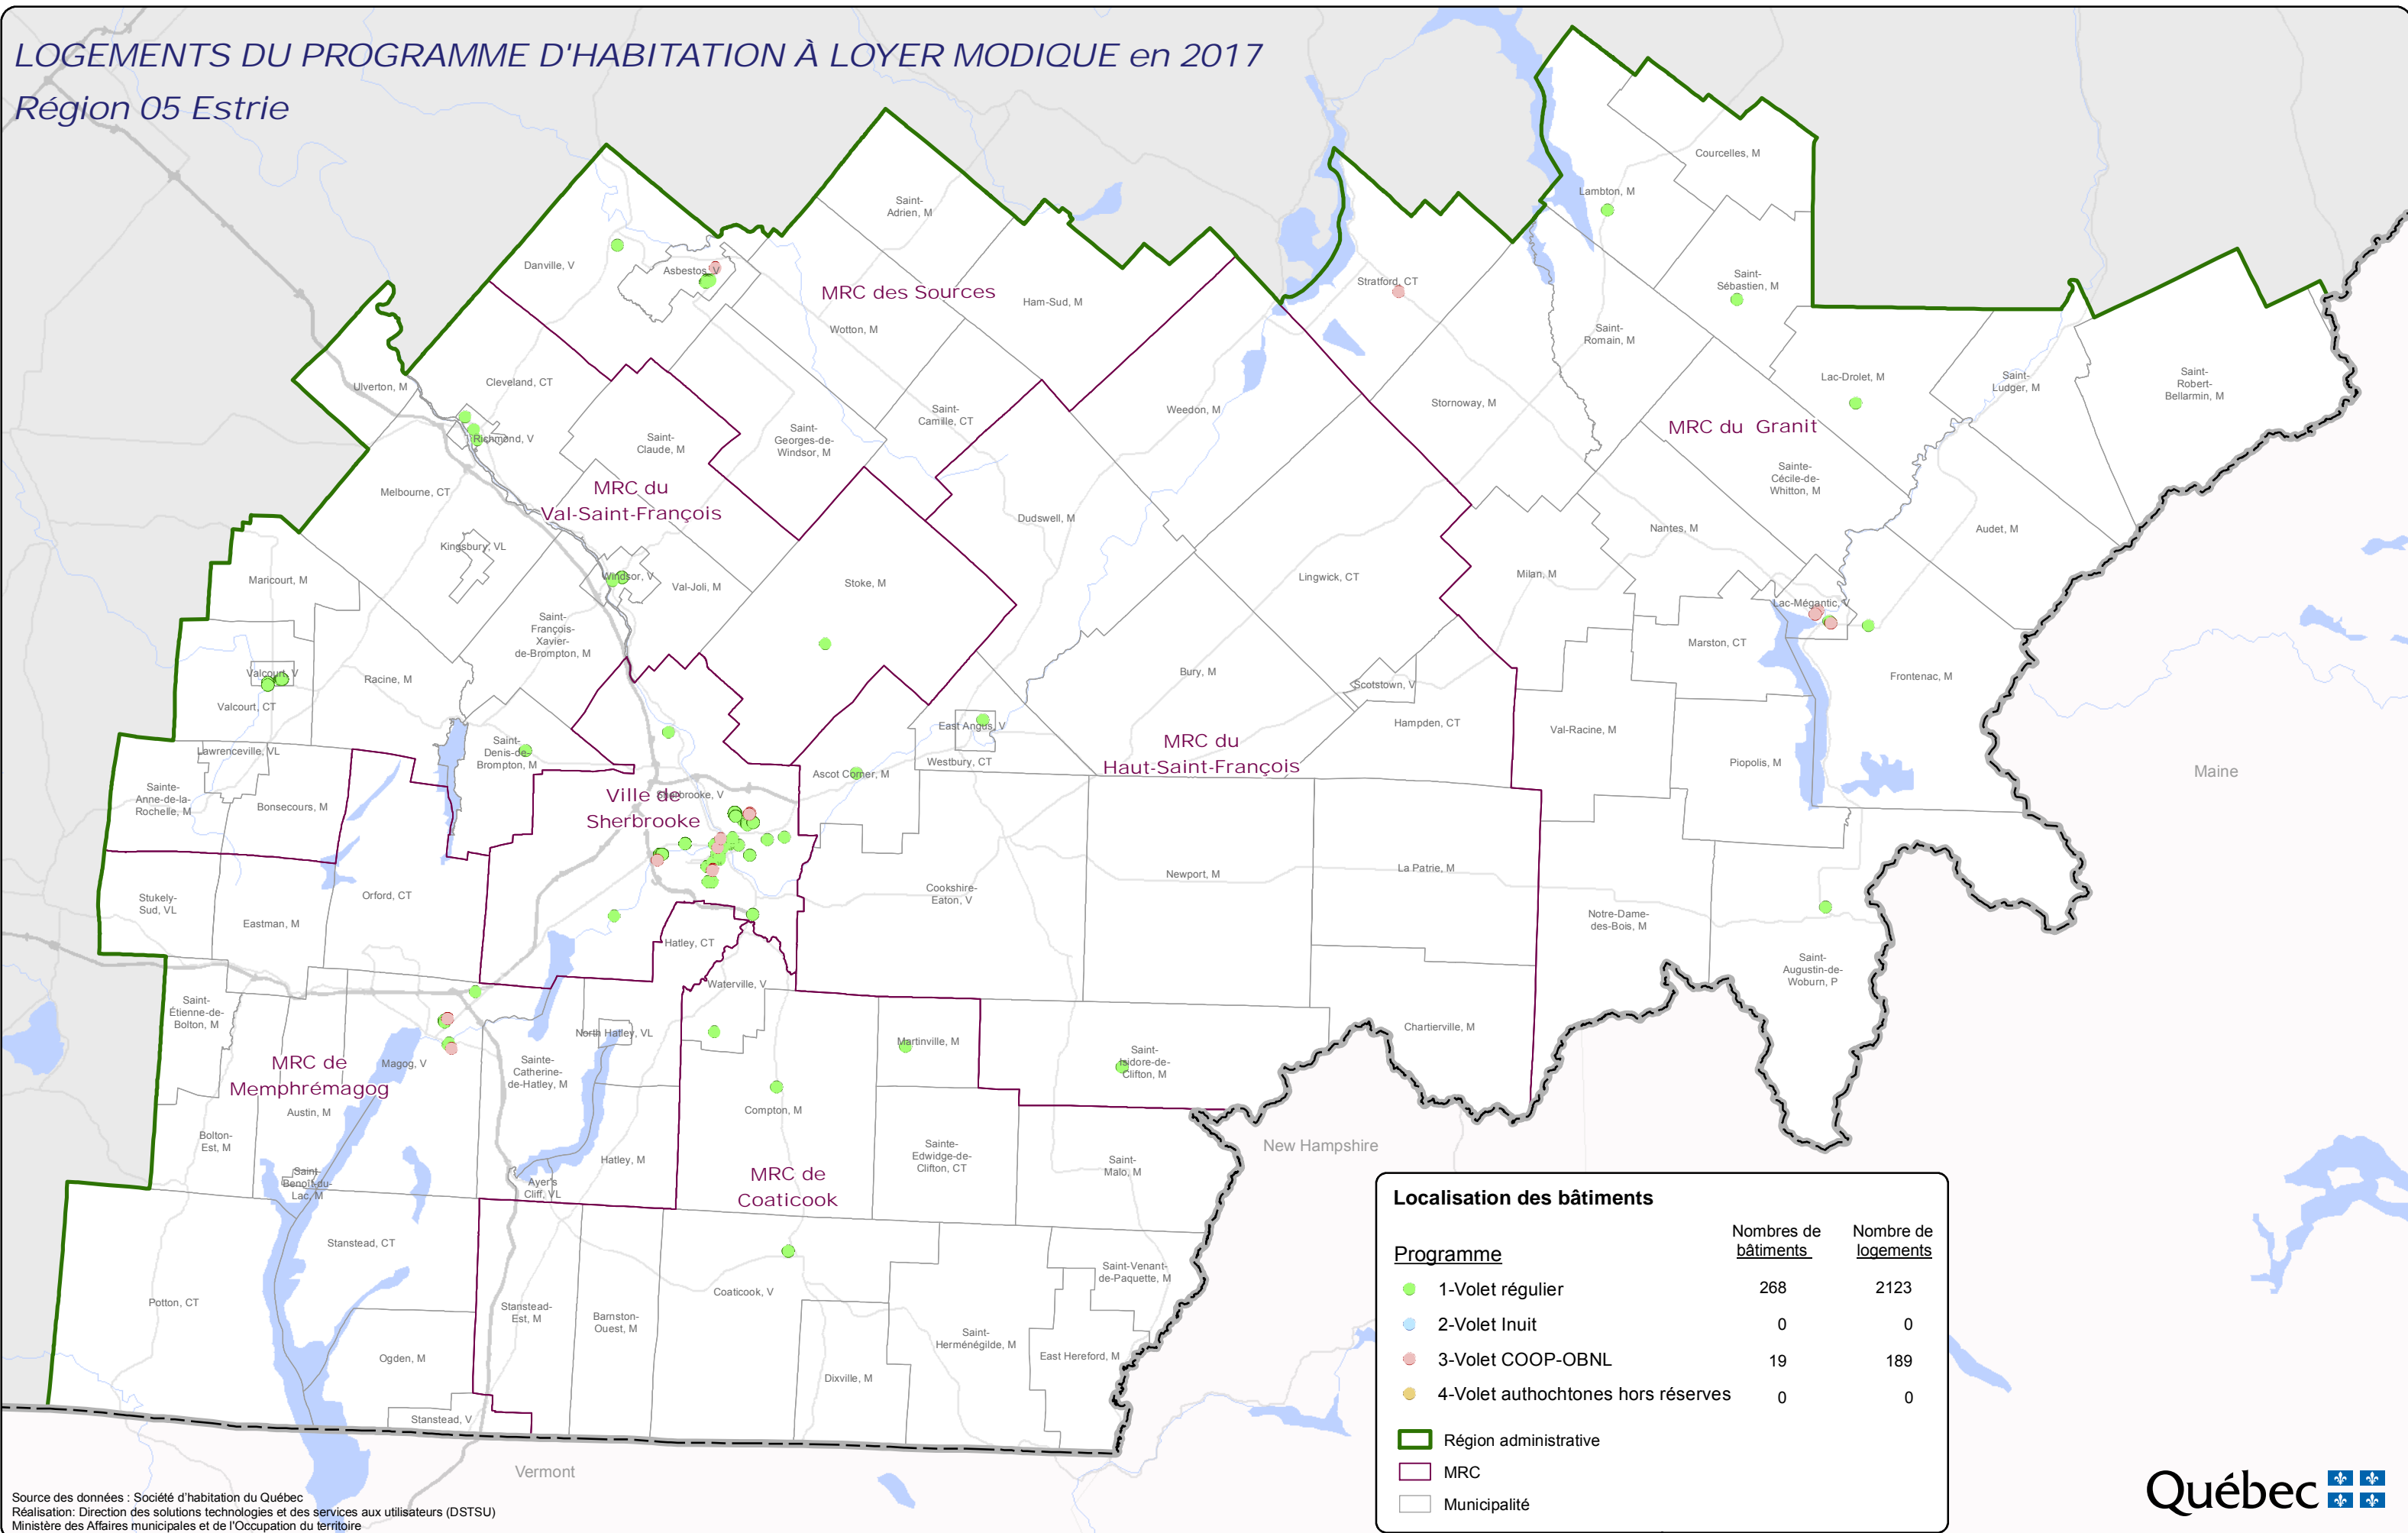 LOGEMENTS DU PROGRAMME D'HABITATION À LOYER MODIQUE en 2017
Région 05 Estrie
Courcelles, M
Lambton, M
Saint-
Adrien, M
Danville, V
Asbestos, V
MRC des Sources
Ham-Sud, M
Stratford, CT
Saint-
Sébastien, M
Wotton, M
Saint-
Romain, M
Ulverton, M
Cleveland, CT
Lac-Drolet, M
Saint-
Ludger, M
Saint-
Robert-
Bellarmin, M
Saint-
Camille, CT
Weedon, M
Stornoway, M
MRC du Granit
Richmond, V
Saint-
Claude, M
Saint-
Georges-de-
Windsor, M
Sainte-
Cécile-de-
Whitton, M
Melbourne, CT
MRC du
Val-Saint-François
Dudswell, M
Nantes, M
Audet, M
Kingsbury, VL
Maricourt, M
Windsor, V
Val-Joli, M
Stoke, M
Lingwick, CT
Milan, M
Lac-Mégantic, V
Saint-
François-
Xavier-
de-Brompton, M
Marston, CT
Valcourt, V
Racine, M
Bury, M
Scotstown, V
Frontenac, M
Valcourt, CT
East Angus, V
Hampden, CT
Val-Racine, M
Lawrenceville, VL
Saint-
Denis-de-
Brompton, M
Westbury, CT
MRC du
Haut-Saint-François
Piopolis, M
Maine
Ascot Corner, M
Sainte-
Anne-de-la-
Rochelle, M
Bonsecours, M
Ville de
Sherbrooke
Sherbrooke, V
La Patrie, M
Newport, M
Stukely-
Sud, VL
Eastman, M
Orford, CT
Cookshire-
Eaton, V
Notre-Dame-
des-Bois, M
Hatley, CT
Saint-
Augustin-de-
Woburn, P
Waterville, V
Saint-
Étienne-de-
Bolton, M
North Hatley, VL
Chartierville, M
Martinville, M
MRC de
Memphrémagog
Magog, V
Sainte-
Catherine-
de-Hatley, M
Saint-
Isidore-de-
Clifton, M
Austin, M
Compton, M
Bolton-
Est, M
New Hampshire
Sainte-
Edwidge-de-
Clifton, CT
Saint-
Malo, M
Hatley, M
Saint-
Benoît-du-
Lac, M
Ayer's
Cliff, VL
MRC de
Coaticook
Stanstead, CT
Saint-Venant-
de-Paquette, M
Potton, CT
Stanstead-
Est, M
Barnston-
Ouest, M
Coaticook, V
Saint-
Herménégilde, M
East Hereford, M
Ogden, M
Dixville, M
Stanstead, V
Vermont
Localisation des bâtiments
Programme
Nombres de
bâtiments
Nombre de
logements
1-Volet régulier 268 2123
2-Volet Inuit 0 0
3-Volet COOP-OBNL 19 189
4-Volet authochtones hors réserves 0 0
Région administrative
MRC
Municipalité
Source des données : Société d'habitation du Québec
Réalisation: Direction des solutions technologies et des services aux utilisateurs (DSTSU)
Ministère des Affaires municipales et de l'Occupation du territoire
Québec